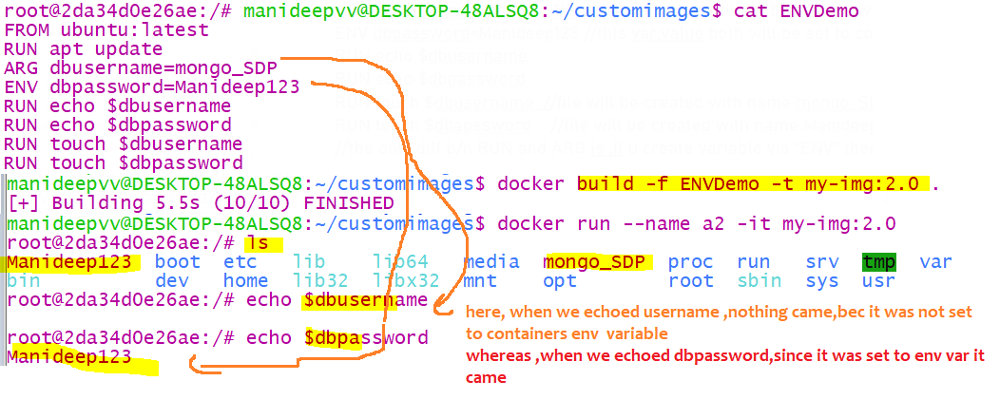 root@2da34d0e26ae:/# manideepvv@DESKTOP-48ALSQ8:~/customimages$ cat ENVDemo
FROM ubuntu:latest
RUN apt update
ARG dbusername=mongo_SDP
ENV dbpassword=Manideep123
RUN echo $dbusername
RUN echo $dbpassword
RUN touch $dbusername
RUN touch $dbpassword
manideepvv@DESKTOP-48ALSQ8:~/customimages$ docker build -f ENVDemo -t my-img:2.0 .
[+] Building 5.5s (10/10) FINISHED
manideepvv@DESKTOP-48ALSQ8:~/customimages$ docker run --name a2 -it my-img:2.0
root@2da34d0e26ae:/# ls
Manideep123 boot etc lib lib64 media mongo_SDP proc run srv tmp var
bin dev home lib32 libx32 mnt opt root sbin sys usr
root@2da34d0e26ae:/# echo $dbusername
here, when we echoed username ,nothing came,bec it was not set
to containers env variable
root@2da34d0e26ae:/# echo $dbpassword
Manideep123
whereas ,when we echoed dbpassword,since it was set to env var it
came